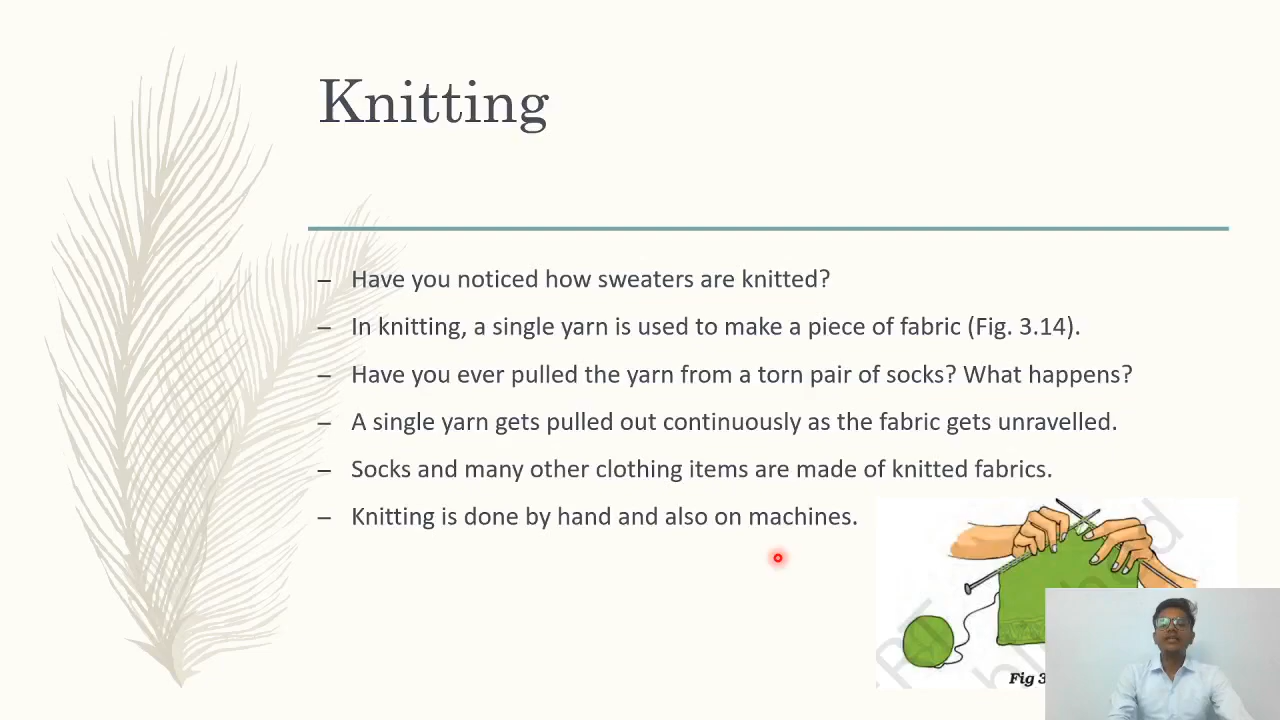 Knitting
– Have you noticed how sweaters are knitted?
– In knitting, a single yarn is used to make a piece of fabric (Fig. 3.14).
– Have you ever pulled the yarn from a torn pair of socks? What happens?
– A single yarn gets pulled out continuously as the fabric gets unravelled.
– Socks and many other clothing items are made of knitted fabrics.
– Knitting is done by hand and also on machines.
Fig 3